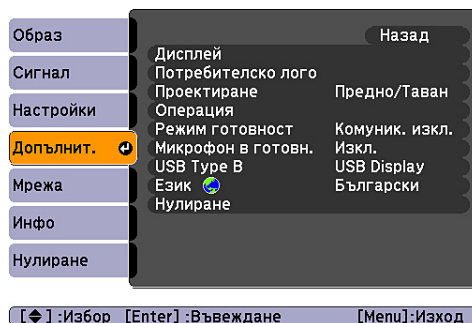 Образ
Сигнал
Настройки
Допълнит.
Мрежа
Инфо
Нулиране
Назад
Дисплей
Потребителско лого
Проектиране Предно/Таван
Операция
Режим готовност Комуник. изкл.
Микрофон в готовн. Изкл.
USB Type B USB Display
Език Български
Нулиране
[◆] :Избор [Enter] :Въвеждане [Menu]:Изход